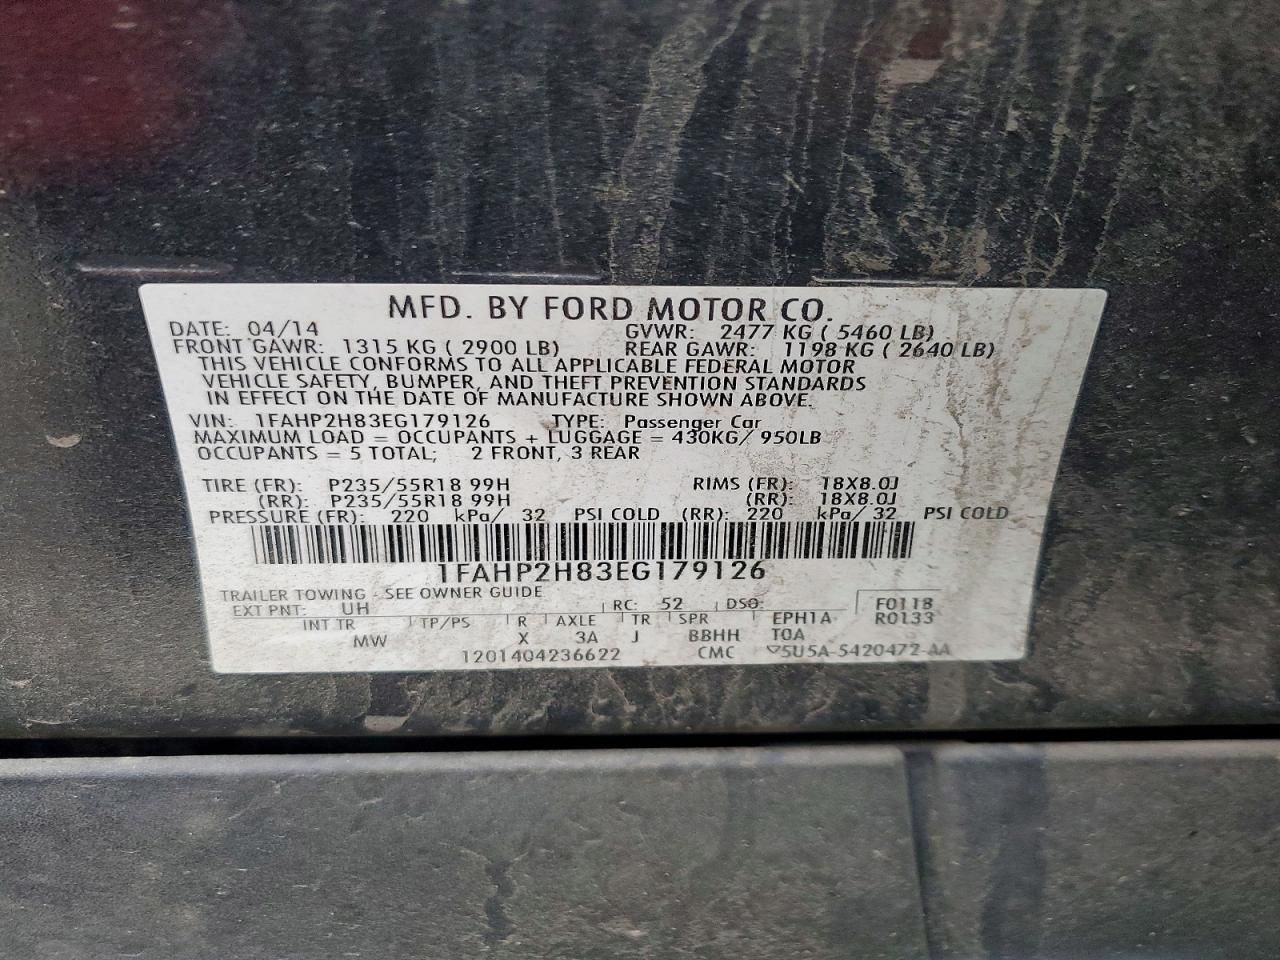 MFD. BY FORD MOTOR CO.
DATE: 04/14 GVWR: 2477 KG ( 5460 LB)
FRONT GAWR: 1315 KG ( 2900 LB) REAR GAWR: 1198 KG ( 2640 LB)
THIS VEHICLE CONFORMS TO ALL APPLICABLE FEDERAL MOTOR
VEHICLE SAFETY, BUMPER, AND THEFT PREVENTION STANDARDS
IN EFFECT ON THE DATE OF MANUFACTURE SHOWN ABOVE.
VIN: 1FAHP2H83EG179126 TYPE: Passenger Car
MAXIMUM LOAD = OCCUPANTS + LUGGAGE = 430KG/ 950LB
OCCUPANTS = 5 TOTAL; 2 FRONT, 3 REAR
TIRE (FR): P235/55R18 99H RIMS (FR): 18X8.0J
(RR): P235/55R18 99H (RR): 18X8.0J
PRESSURE (FR): 220 kPa/ 32 PSI COLD (RR): 220 kPa/ 32 PSI COLD
1FAHP2H83EG179126
TRAILER TOWING - SEE OWNER GUIDE
EXT PNT: UH RC: 52 DSO: F0118
INT TR TP/PS R AXLE TR SPR EPH1A R0133
MW X 3A J BBHH T0A
1201404236622 CMC 5U5A-5420472-AA